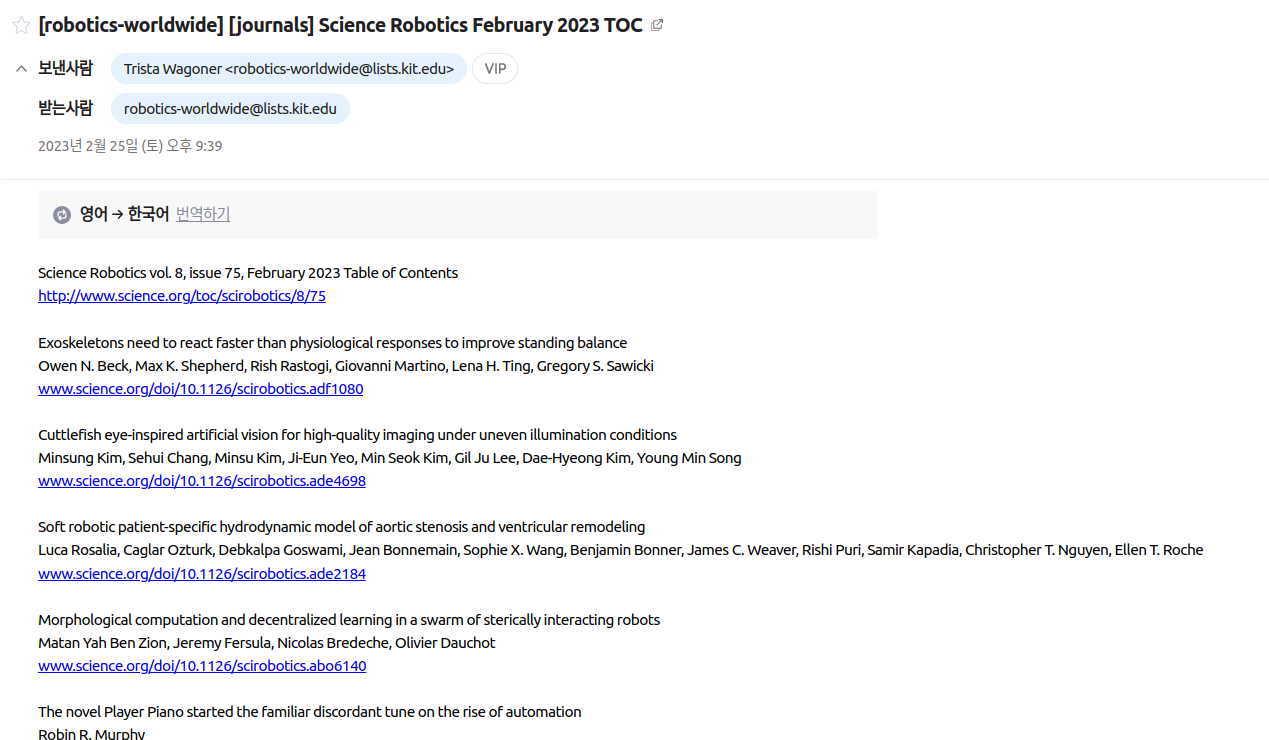 [robotics-worldwide] [journals] Science Robotics February 2023 TOC
보낸사람 Trista Wagoner <robotics-worldwide@lists.kit.edu> VIP
받는사람 robotics-worldwide@lists.kit.edu
2023년 2월 25일 (토) 오후 9:39
영어 → 한국어 번역하기
Science Robotics vol. 8, issue 75, February 2023 Table of Contents
http://www.science.org/toc/scirobotics/8/75
Exoskeletons need to react faster than physiological responses to improve standing balance
Owen N. Beck, Max K. Shepherd, Rish Rastogi, Giovanni Martino, Lena H. Ting, Gregory S. Sawicki
www.science.org/doi/10.1126/scirobotics.adf1080
Cuttlefish eye-inspired artificial vision for high-quality imaging under uneven illumination conditions
Minsung Kim, Sehui Chang, Minsu Kim, Ji-Eun Yeo, Min Seok Kim, Gil Ju Lee, Dae-Hyeong Kim, Young Min Song
www.science.org/doi/10.1126/scirobotics.ade4698
Soft robotic patient-specific hydrodynamic model of aortic stenosis and ventricular remodeling
Luca Rosalia, Caglar Ozturk, Debkalpa Goswami, Jean Bonnemain, Sophie X. Wang, Benjamin Bonner, James C. Weaver, Rishi Puri, Samir Kapadia, Christopher T. Nguyen, Ellen T. Roche
www.science.org/doi/10.1126/scirobotics.ade2184
Morphological computation and decentralized learning in a swarm of sterically interacting robots
Matan Yah Ben Zion, Jeremy Fersula, Nicolas Bredeche, Olivier Dauchot
www.science.org/doi/10.1126/scirobotics.abo6140
The novel Player Piano started the familiar discordant tune on the rise of automation
Robin R. Murphy